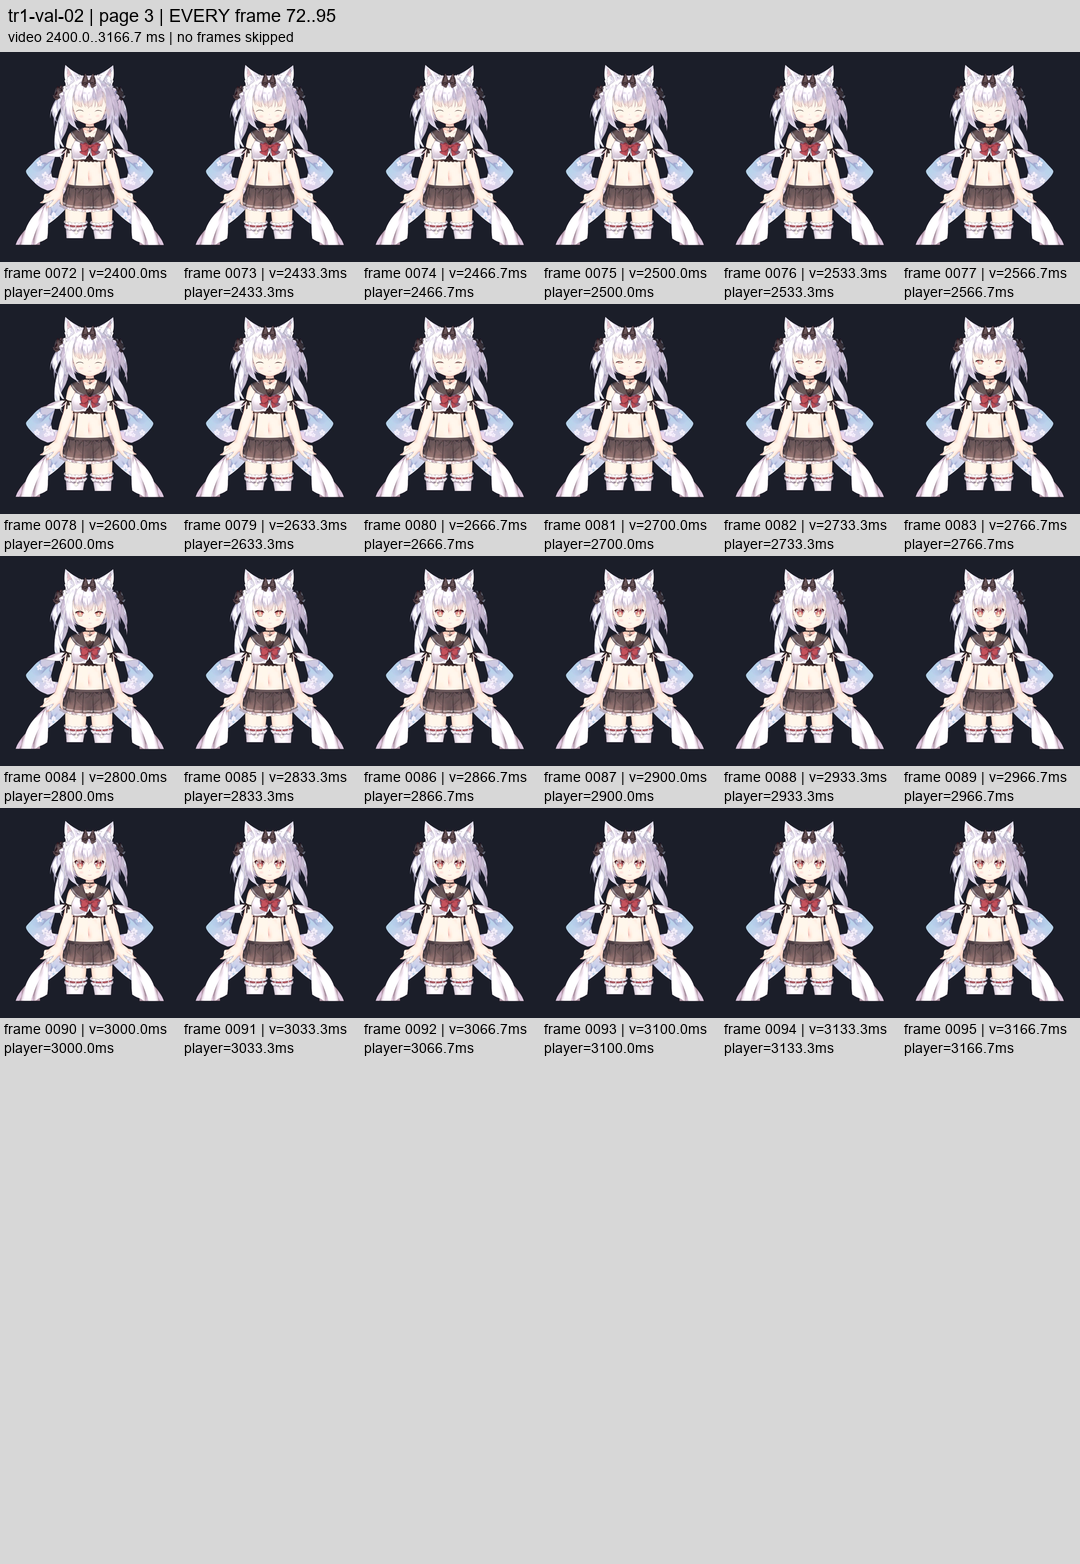 tr1-val-02 | page 3 | EVERY frame 72..95
video 2400.0..3166.7 ms | no frames skipped
frame 0072 | v=2400.0ms
player=2400.0ms
frame 0073 | v=2433.3ms
player=2433.3ms
frame 0074 | v=2466.7ms
player=2466.7ms
frame 0075 | v=2500.0ms
player=2500.0ms
frame 0076 | v=2533.3ms
player=2533.3ms
frame 0077 | v=2566.7ms
player=2566.7ms
frame 0078 | v=2600.0ms
player=2600.0ms
frame 0079 | v=2633.3ms
player=2633.3ms
frame 0080 | v=2666.7ms
player=2666.7ms
frame 0081 | v=2700.0ms
player=2700.0ms
frame 0082 | v=2733.3ms
player=2733.3ms
frame 0083 | v=2766.7ms
player=2766.7ms
frame 0084 | v=2800.0ms
player=2800.0ms
frame 0085 | v=2833.3ms
player=2833.3ms
frame 0086 | v=2866.7ms
player=2866.7ms
frame 0087 | v=2900.0ms
player=2900.0ms
frame 0088 | v=2933.3ms
player=2933.3ms
frame 0089 | v=2966.7ms
player=2966.7ms
frame 0090 | v=3000.0ms
player=3000.0ms
frame 0091 | v=3033.3ms
player=3033.3ms
frame 0092 | v=3066.7ms
player=3066.7ms
frame 0093 | v=3100.0ms
player=3100.0ms
frame 0094 | v=3133.3ms
player=3133.3ms
frame 0095 | v=3166.7ms
player=3166.7ms